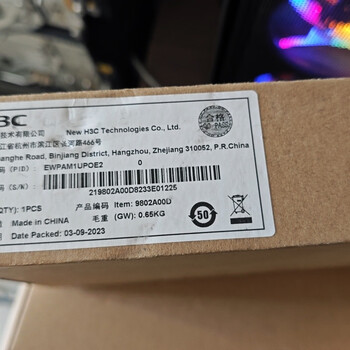 3C
技术有限公司 New H3C Technologies Co., Ltd.
江省杭州市滨江区长河路466号
anghe Road, Binjiang District, Hangzhou, Zhejiang 310052, P.R.China
码 (PID) EWPAM1UPOE2 0
码 (S/N):
219802A00D8233E01225
QTY): 1PCS 产品编码 Item: 9802A00D
Made in CHINA 毛重 (GW): 0.65KG
Date Packed: 03-09-2023
合格
PASS
50